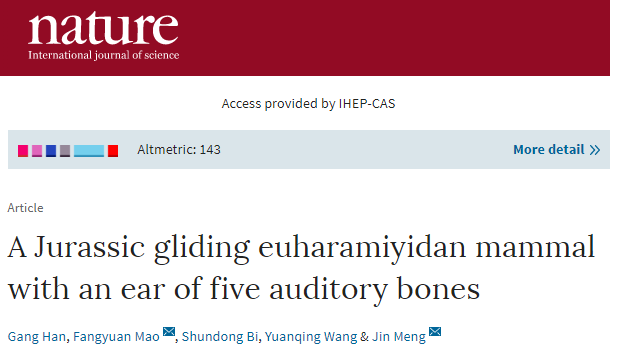 nature
International journal of science
Access provided by IHEP-CAS
Altmetric: 143 More detail »
Article
A Jurassic gliding euharamiyidan mammal
with an ear of five auditory bones
Gang Han, Fangyuan Mao, Shundong Bi, Yuanqing Wang & Jin Meng